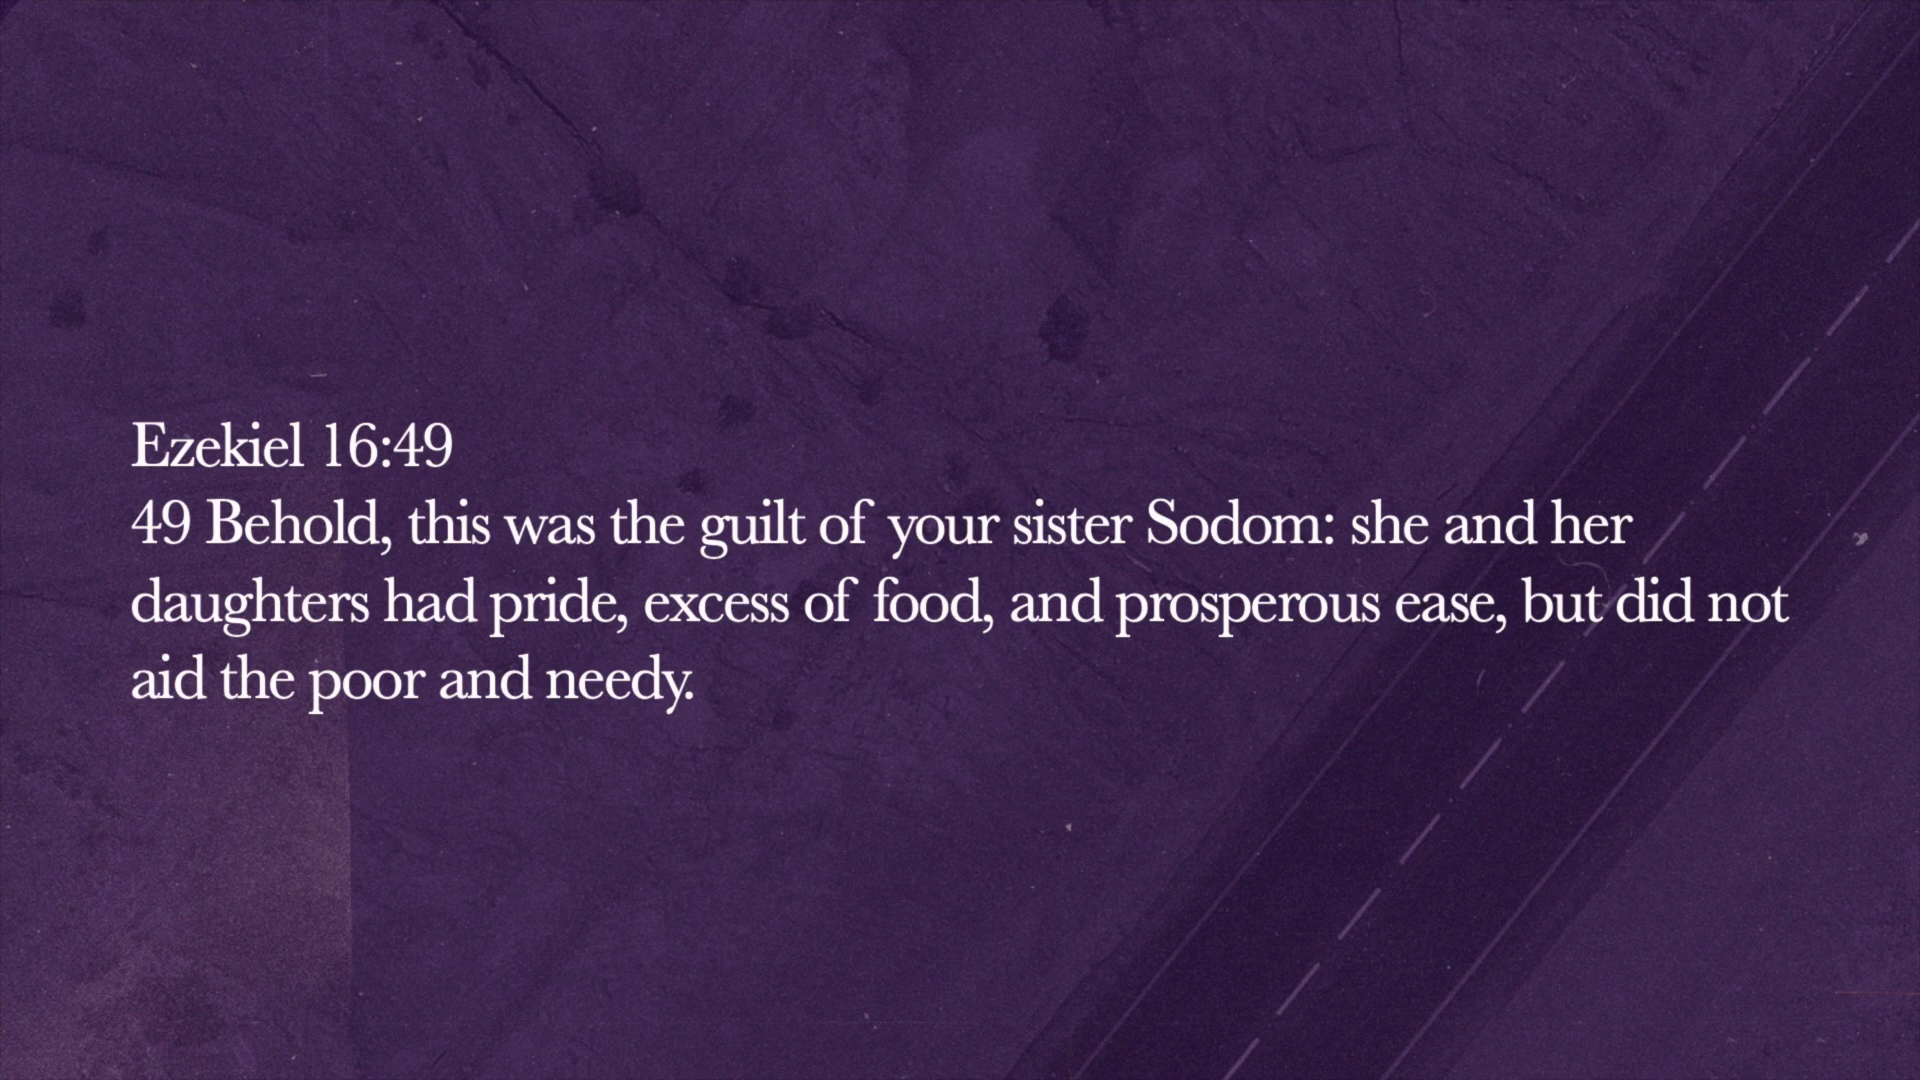 Ezekiel 16:49
49 Behold, this was the guilt of your sister Sodom: she and her
daughters had pride, excess of food, and prosperous ease, but did not
aid the poor and needy.